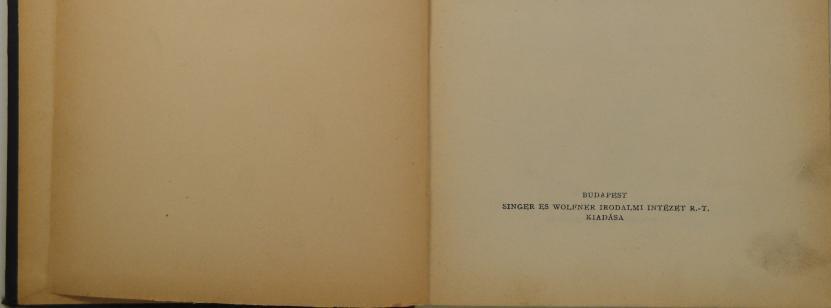 BUDAPEST
SINGER ES WOLFNER IRODALMI INTÉZET R.-T.
KIADÁSA